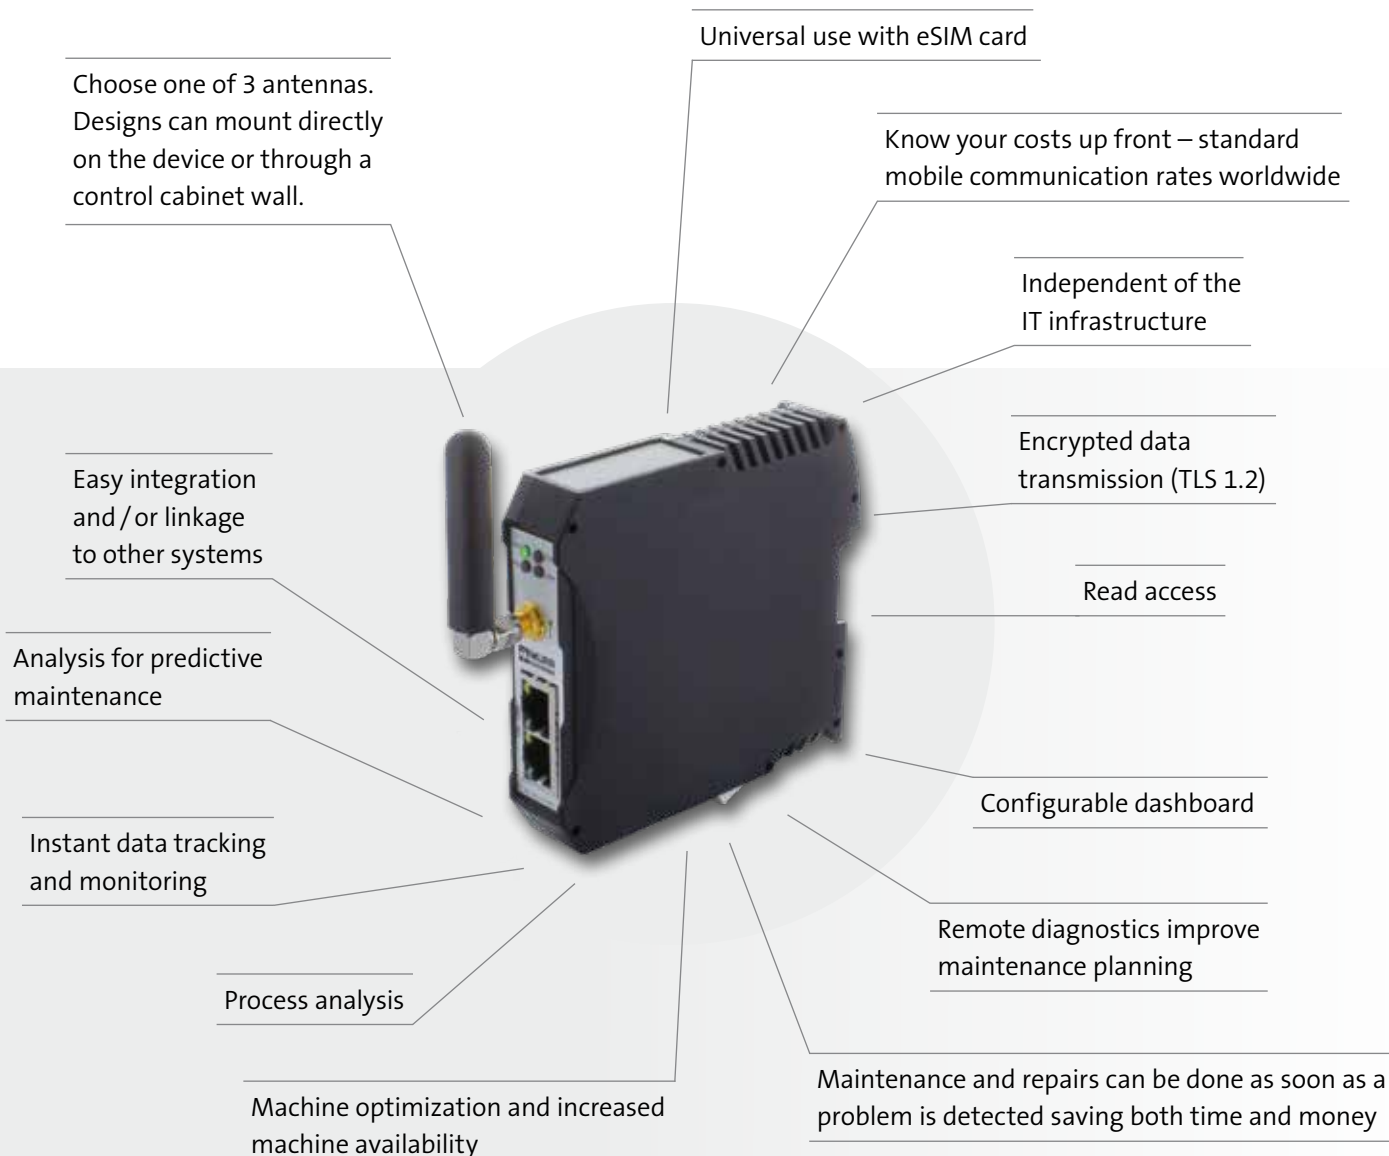 Universal use with eSIM card
Choose one of 3 antennas.
Designs can mount directly
on the device or through a
control cabinet wall.
Know your costs up front – standard
mobile communication rates worldwide
Independent of the
IT infrastructure
Encrypted data
transmission (TLS 1.2)
Easy integration
and / or linkage
to other systems
Read access
Analysis for predictive
maintenance
Configurable dashboard
Instant data tracking
and monitoring
Remote diagnostics improve
maintenance planning
Process analysis
Maintenance and repairs can be done as soon as a
problem is detected saving both time and money
Machine optimization and increased
machine availability